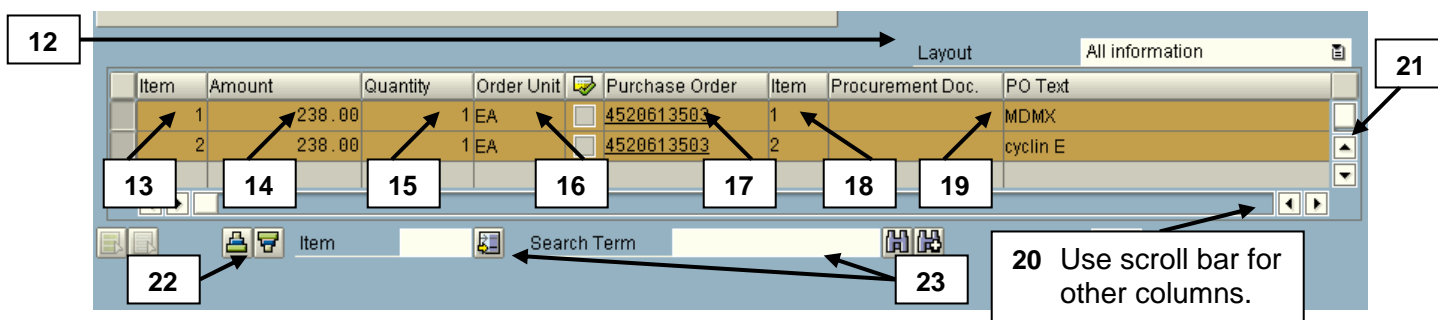 12
Layout All information
21
Item Amount Quantity Order Unit Purchase Order Item Procurement Doc. PO Text
1 238.00 1 EA 4520613503 1 MDMX
2 238.00 1 EA 4520613503 2 cyclin E
13 14 15 16 17 18 19
Item Search Term
20 Use scroll bar for
other columns.
22 23